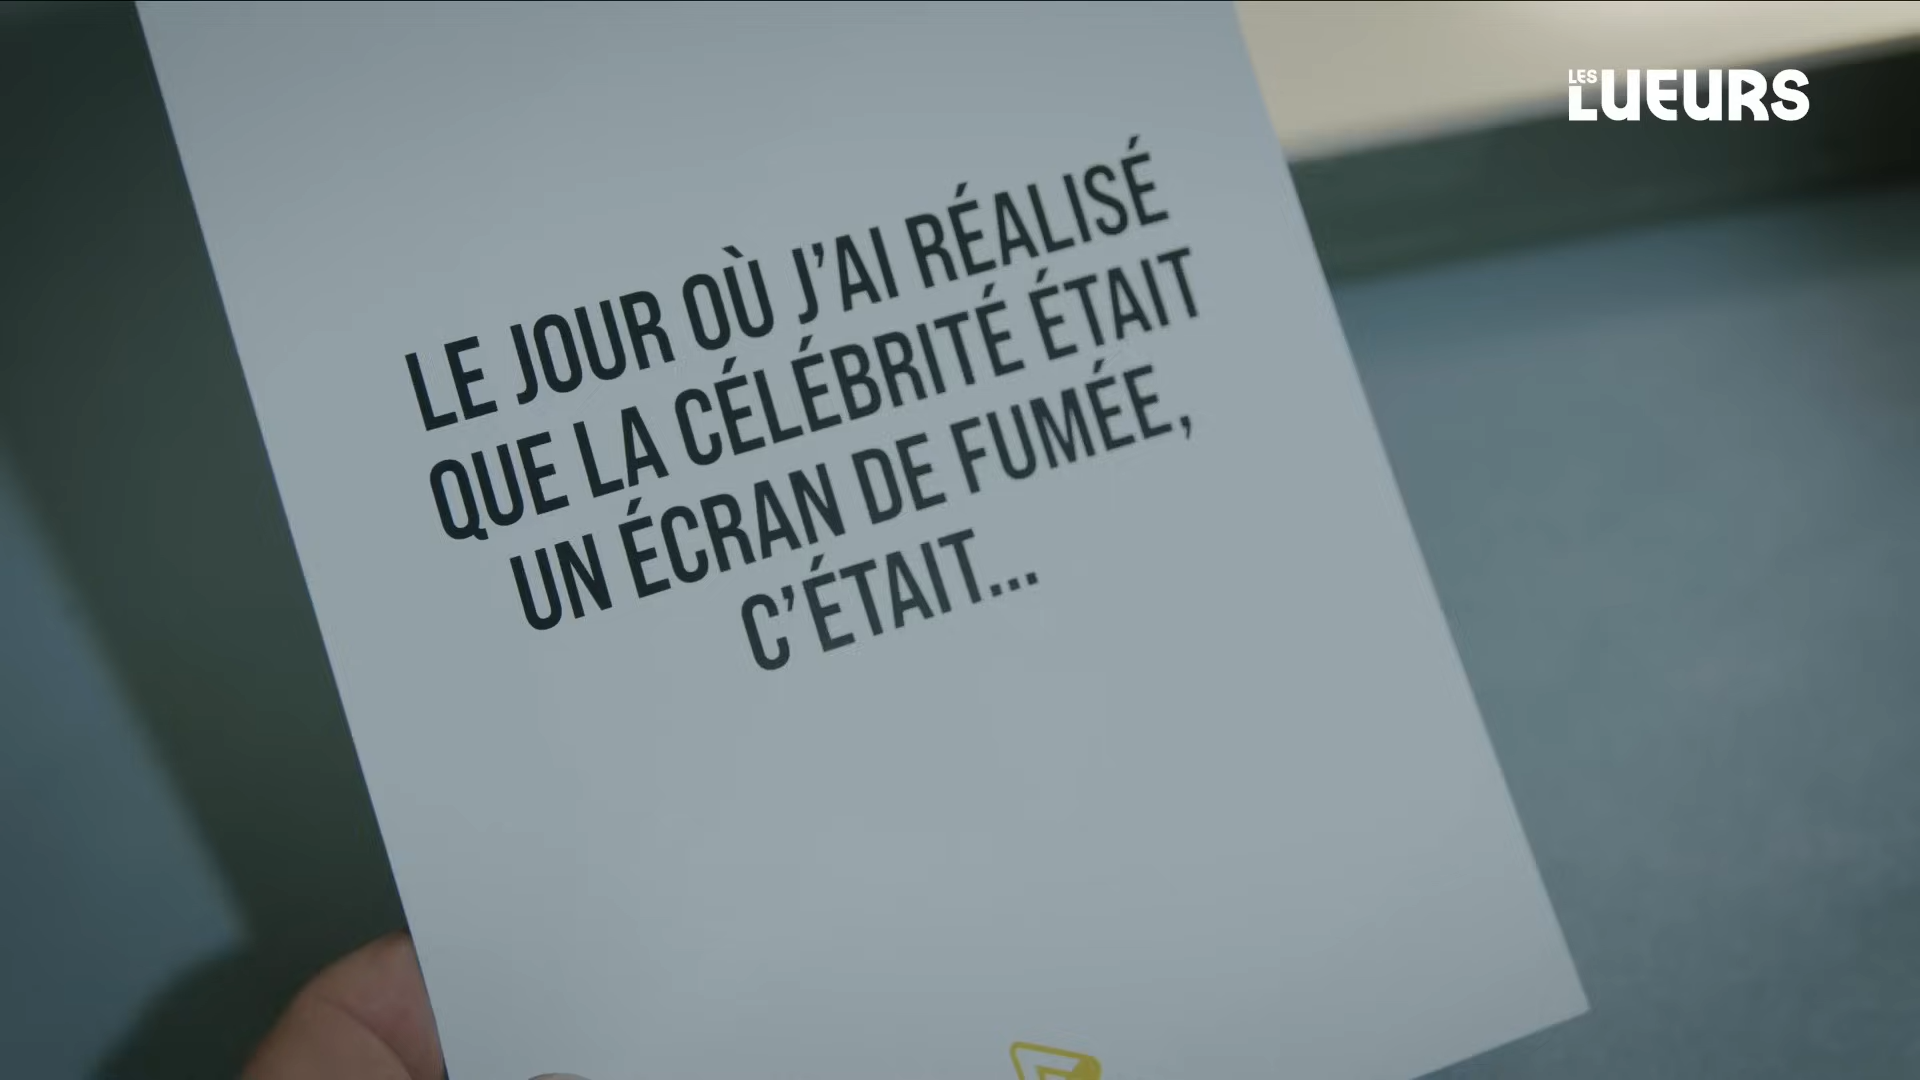 LES
LUEURS
LE JOUR OÙ J'AI RÉALISÉ
QUE LA CÉLÉBRITÉ ÉTAIT
UN ÉCRAN DE FUMÉE,
C'ÉTAIT...